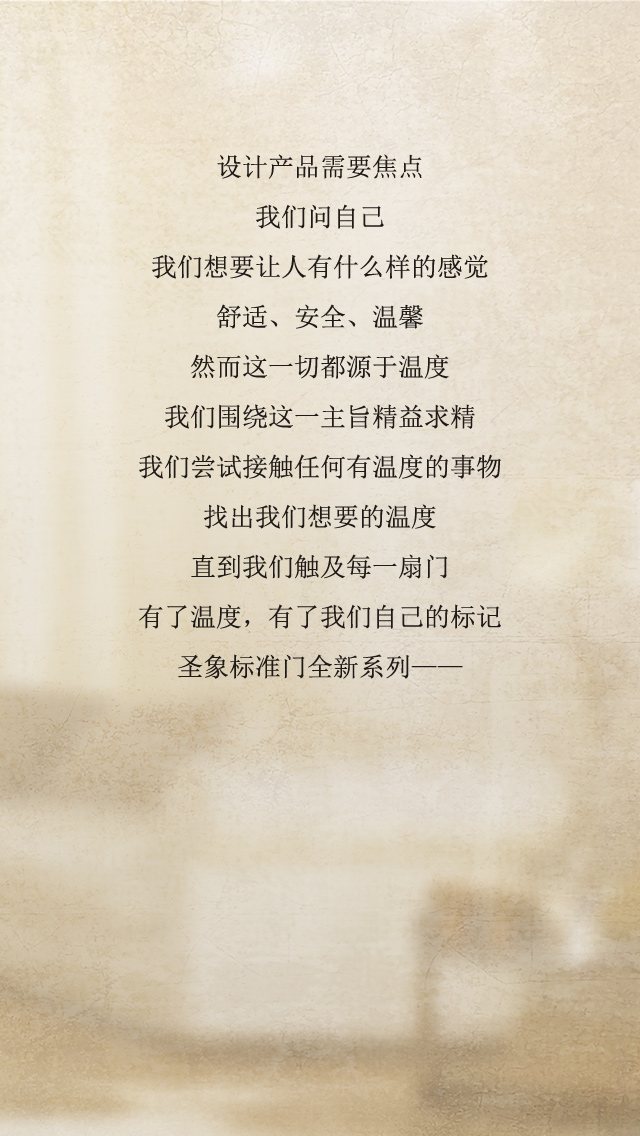 设计产品需要焦点
我们问自己
我们想要让人有什么样的感觉
舒适、安全、温馨
然而这一切都源于温度
我们围绕这一主旨精益求精
我们尝试接触任何有温度的事物
找出我们想要的温度
直到我们触及每一扇门
有了温度，有了我们自己的标记
圣象标准门全新系列——